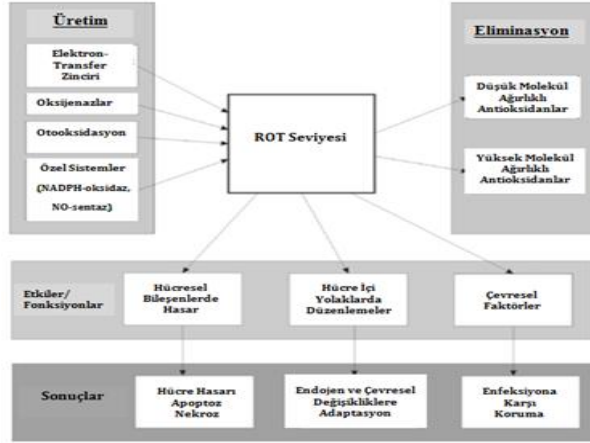 Üretim
Elektron-
Transfer
Zinciri
Oksijenazlar
Otooksidasyon
Özel Sistemler
(NADPH-oksidaz,
NO-sentaz)
ROT Seviyesi
Eliminasyon
Düşük Molekül
Ağırlıklı
Antioksidanlar
Yüksek Molekül
Ağırlıklı
Antioksidanlar
Etkiler/
Fonksiyonlar
Hücresel
Bileşenlerde
Hasar
Hücre İçi
Yolaklarda
Düzenlemeler
Çevresel
Faktörler
Sonuçlar
Hücre Hasarı
Apoptoz
Nekroz
Endojen ve Çevresel
Değişikliklere
Adaptasyon
Enfeksiyona
Karşı
Koruma